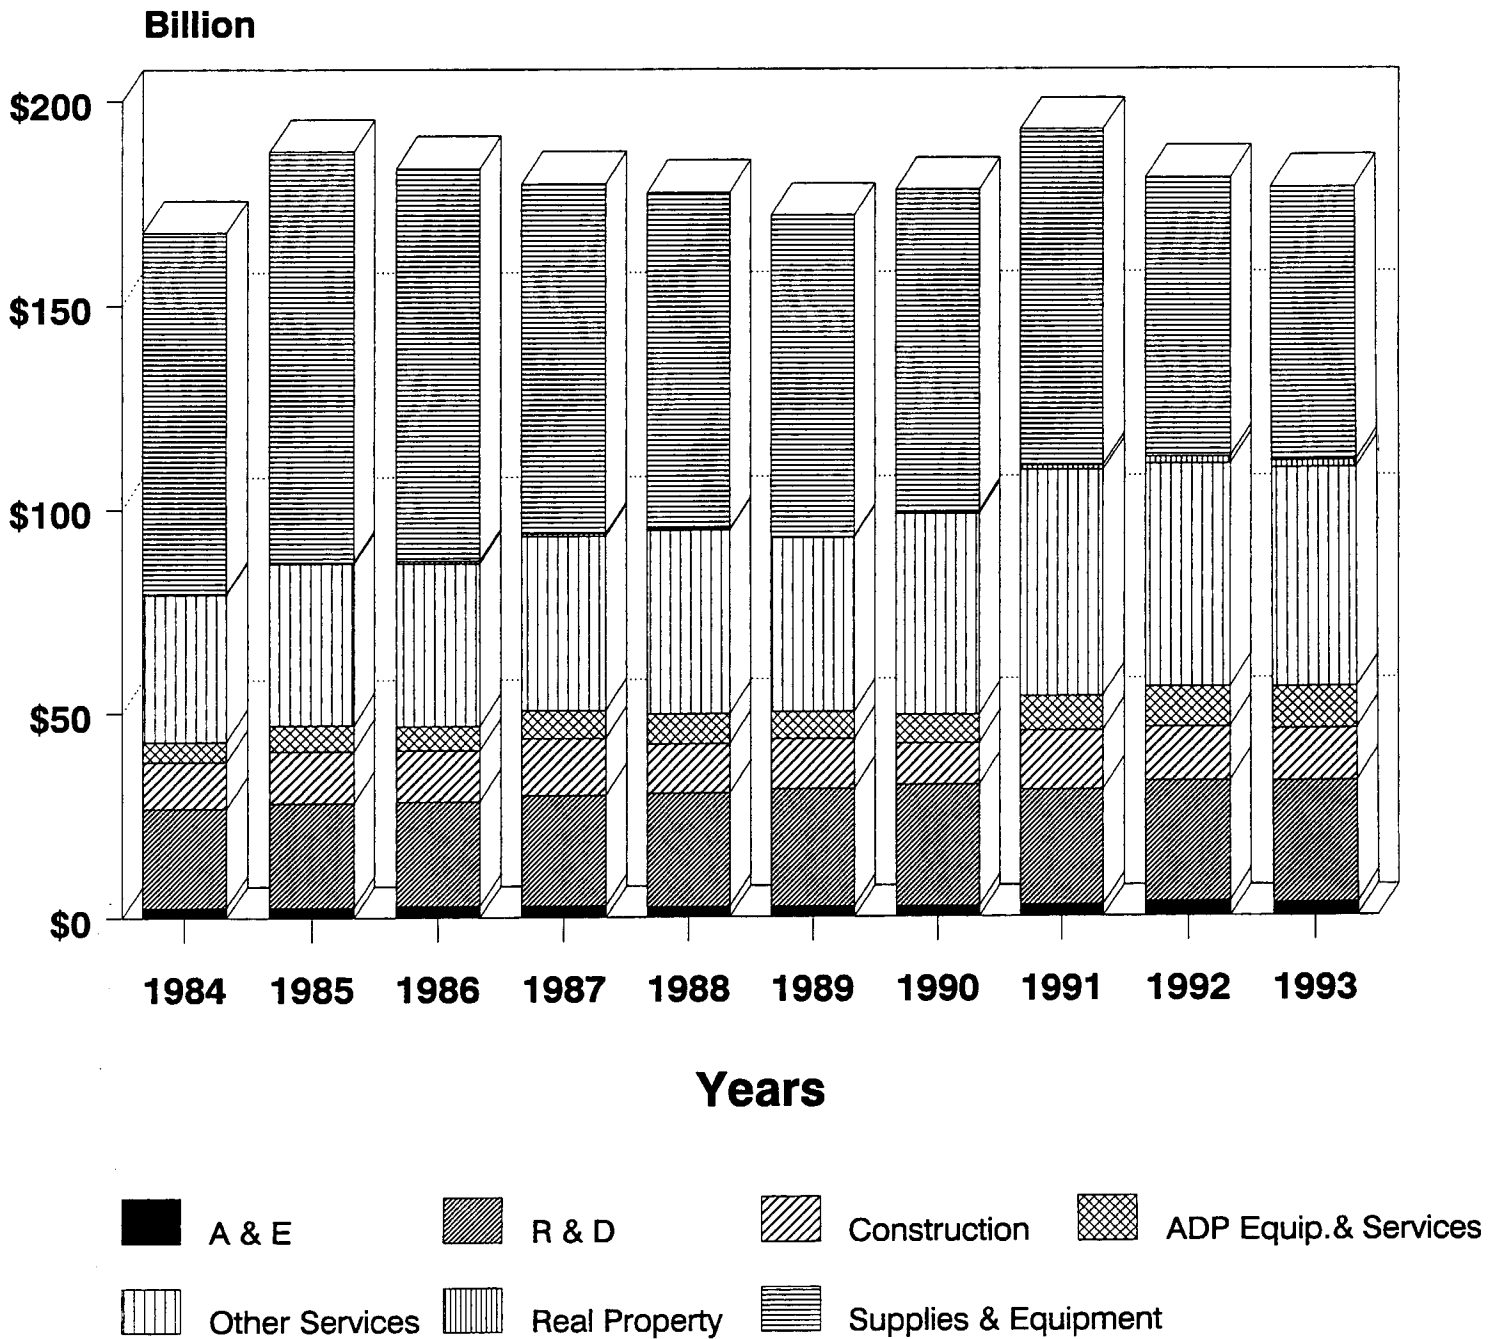 Billion
$200
$150
$100
$50
$0
1984 1985 1986 1987 1988 1989 1990 1991 1992 1993
Years
A & E R & D Construction ADP Equip.& Services
Other Services Real Property Supplies & Equipment